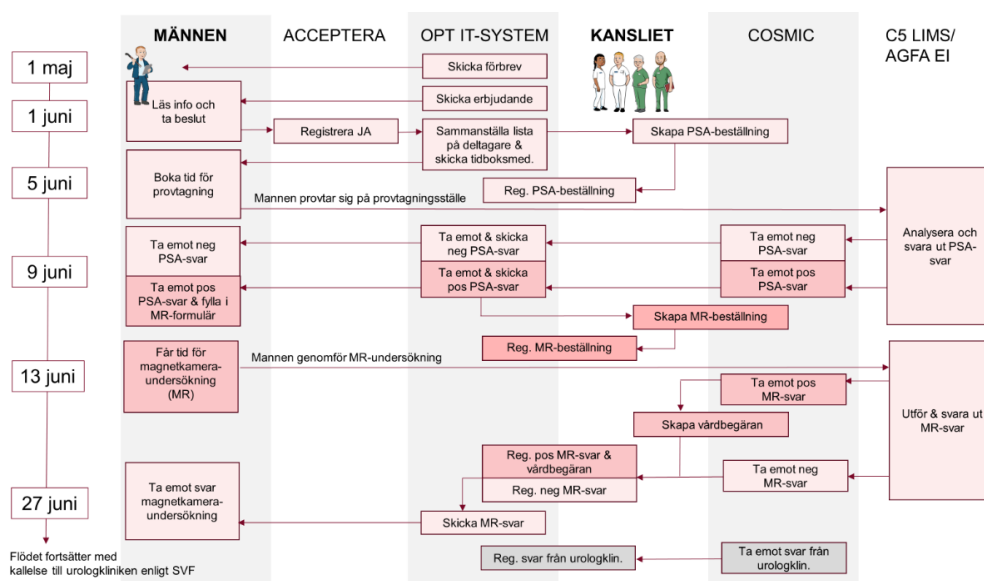 MÄNNEN
ACCEPTERA
OPT IT-SYSTEM
KANSLIET
COSMIC
C5 LIMS/
AGFA EI
1 maj
Skicka förbrev
1 juni
Läs info och
ta beslut
Skicka erbjudande
Registrera JA
Sammanställa lista
på deltagare &
skicka tidboksmed.
Skapa PSA-beställning
5 juni
Boka tid för
provtagning
Reg. PSA-beställning
Mannen provtar sig på provtagningsställe
Analysera och
svara ut PSA-
svar
9 juni
Ta emot neg
PSA-svar
Ta emot & skicka
neg PSA-svar
Ta emot neg
PSA-svar
Ta emot pos
PSA-svar & fylla i
MR-formulär
Ta emot & skicka
pos PSA-svar
Ta emot pos
PSA-svar
Skapa MR-beställning
Reg. MR-beställning
13 juni
Får tid för
magnetkamera-
undersökning
(MR)
Mannen genomför MR-undersökning
Ta emot pos
MR-svar
Utför & svara ut
MR-svar
Skapa vårdbegäran
Reg. pos MR-svar &
vårdbegäran
Reg. neg MR-svar
Ta emot neg
MR-svar
27 juni
Ta emot svar
magnetkamera-
undersökning
Skicka MR-svar
Flödet fortsätter med
kallelse till urologkliniken enligt SVF
Reg. svar från urologklin.
Ta emot svar från
urologklin.